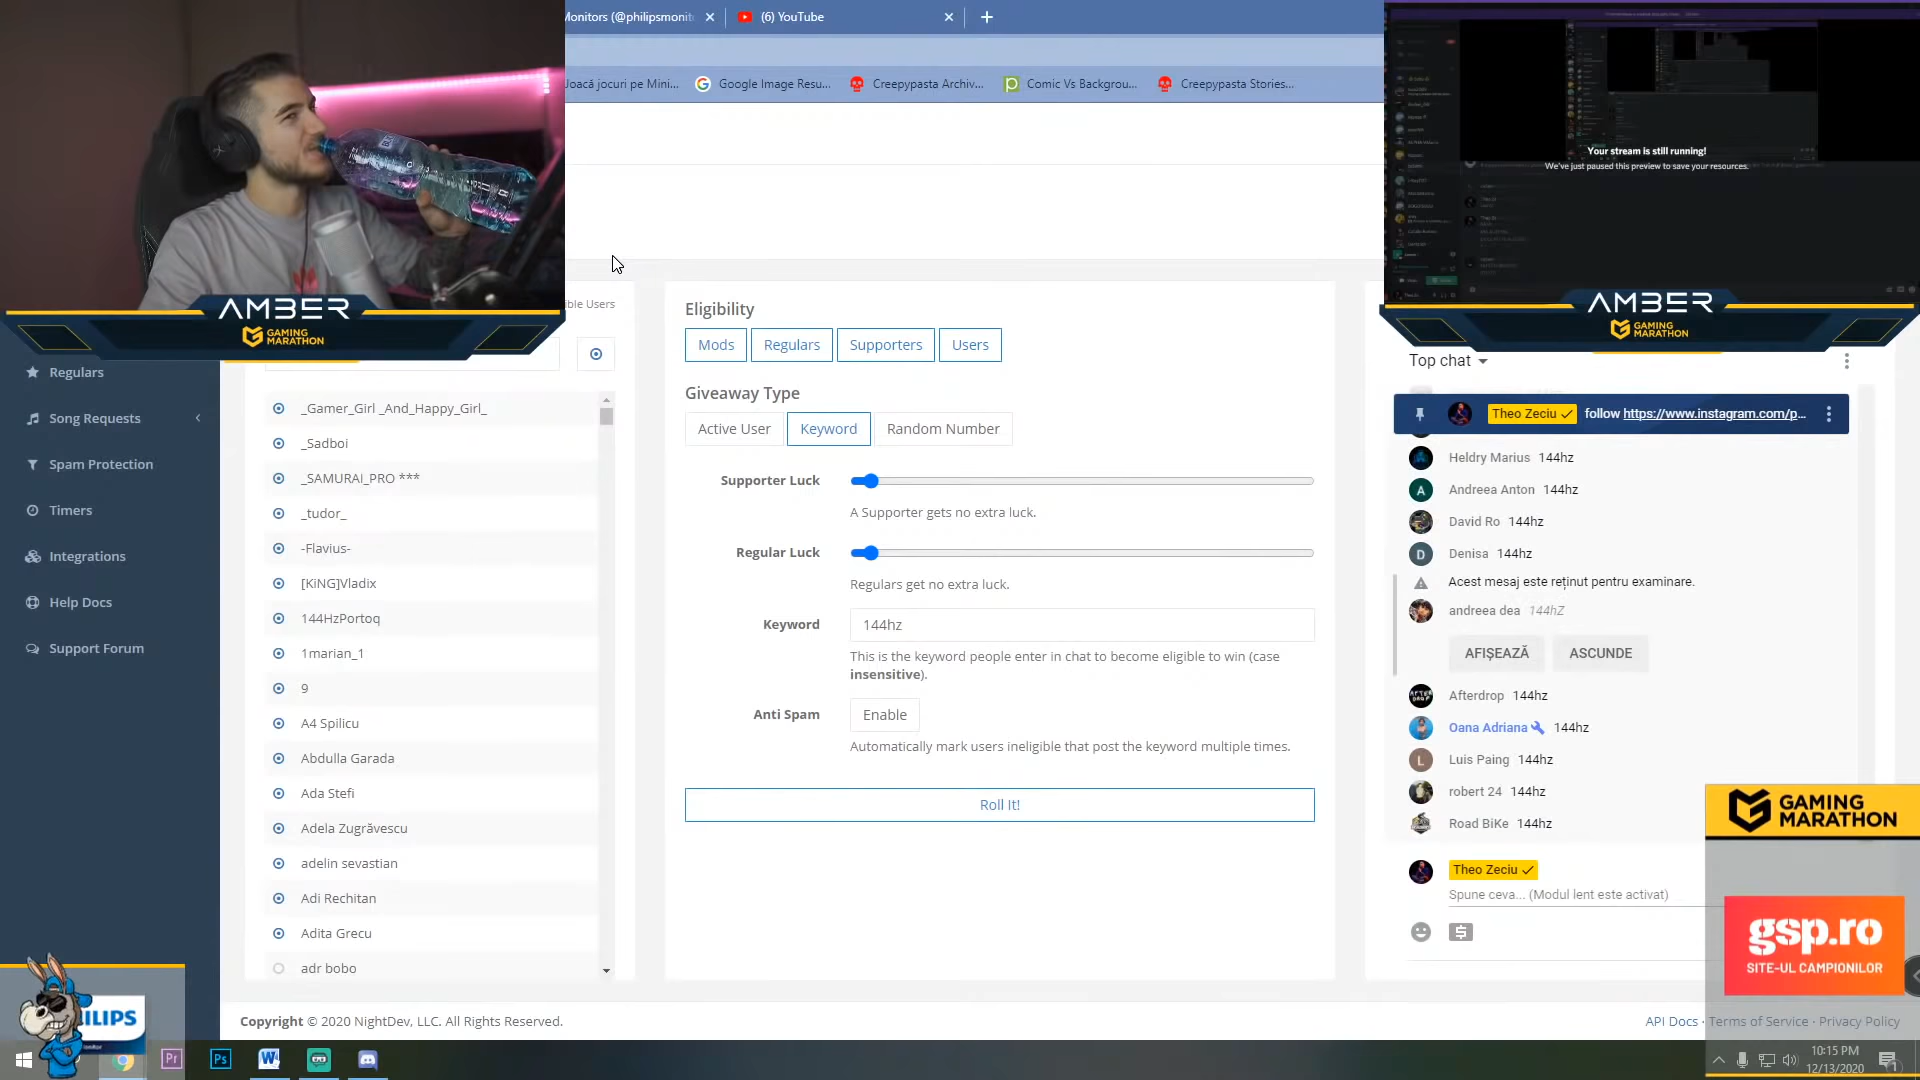 Monitors (@philipsmonit
(6) YouTube
Joacă jocuri pe Mini...
Google Image Resu...
Creepypasta Archiv...
Comic Vs Backgrou...
Creepypasta Stories...
Your stream is still running!
We've just paused this preview to save your resources.
AMBER
GAMING
MARATHON
AMBER
GAMING
MARATHON
ible Users
Regulars
Song Requests
Spam Protection
Timers
Integrations
Help Docs
Support Forum
_Gamer_Girl _And_Happy_Girl_
_Sadboi
_SAMURAI_PRO ***
_tudor_
-Flavius-
[KiNG]Vladix
144HzPortoq
1marian_1
9
A4 Spilicu
Abdulla Garada
Ada Stefi
Adela Zugrăvescu
adelin sevastian
Adi Rechitan
Adita Grecu
adr bobo
Eligibility
Mods
Regulars
Supporters
Users
Giveaway Type
Active User
Keyword
Random Number
Supporter Luck
A Supporter gets no extra luck.
Regular Luck
Regulars get no extra luck.
Keyword
144hz
This is the keyword people enter in chat to become eligible to win (case
insensitive).
Anti Spam
Enable
Automatically mark users ineligible that post the keyword multiple times.
Roll It!
Top chat
Theo Zeciu follow https://www.instagram.com/p...
Heldry Marius 144hz
Andreea Anton 144hz
David Ro 144hz
Denisa 144hz
Acest mesaj este reținut pentru examinare.
andreea dea 144hZ
AFIȘEAZĂ
ASCUNDE
Afterdrop 144hz
Oana Adriana 144hz
Luis Paing 144hz
robert 24 144hz
Road BiKe 144hz
Theo Zeciu
Spune ceva... (Modul lent este activat)
GAMING
MARATHON
gsp.ro
SITE-UL CAMPIONILOR
ILIPS
Copyright © 2020 NightDev, LLC. All Rights Reserved.
API Docs · Terms of Service · Privacy Policy
10:15 PM
12/13/2020